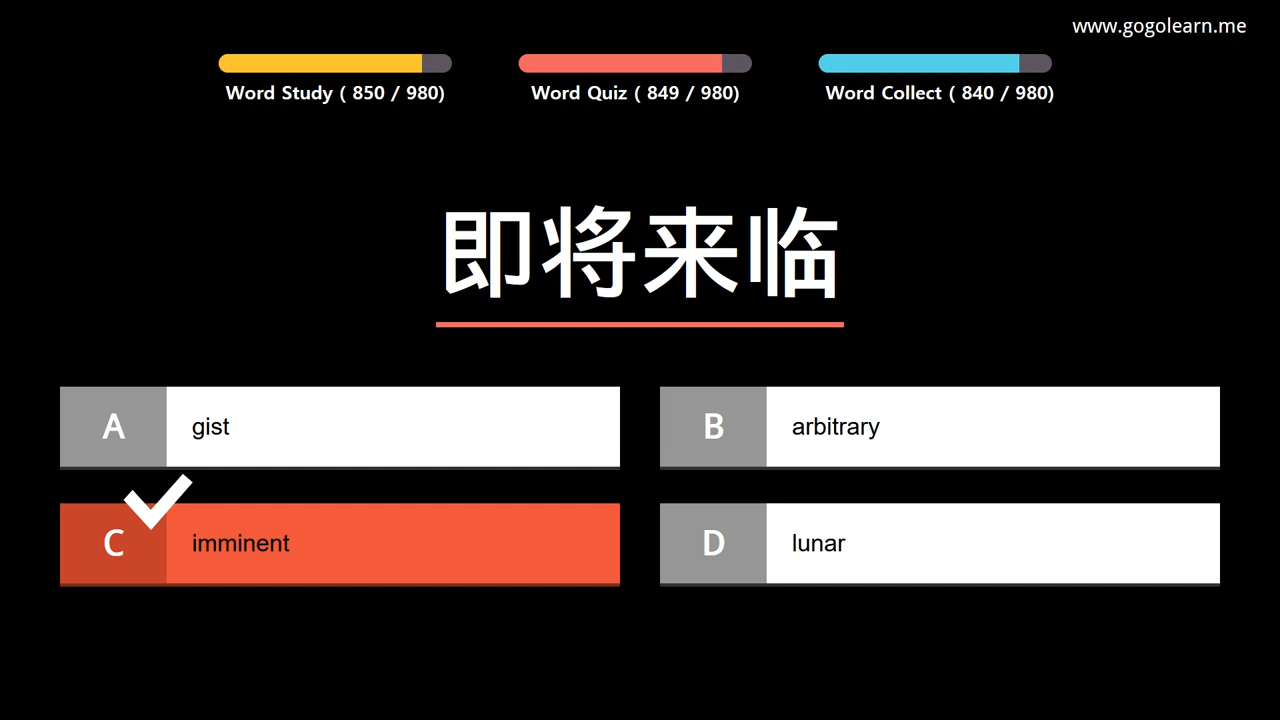 www.gogolearn.me
Word Study ( 850 / 980)
Word Quiz ( 849 / 980)
Word Collect ( 840 / 980)
即将来临
A gist
B arbitrary
C imminent
D lunar